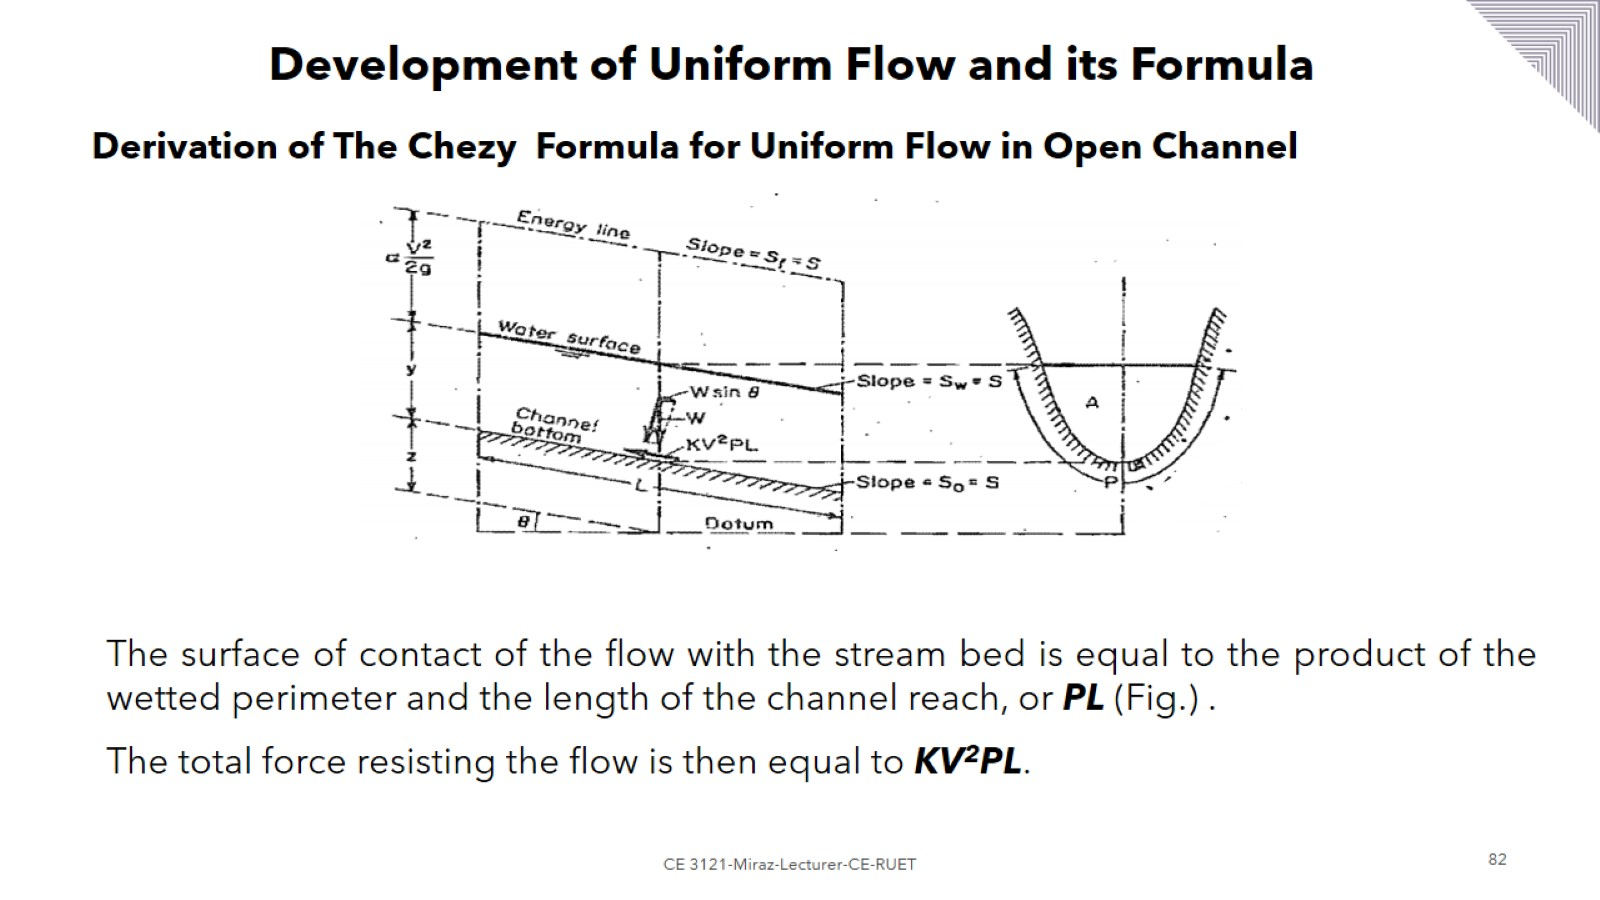 Development of Uniform Flow and its Formula
Derivation of The Chezy Formula for Uniform Flow in Open Channel
Energy line
Slope = Sf = S
α V²/2g
Water surface
y
Slope = Sw = S
W sin θ
W
Channel
bottom
KV²PL
z
A
Slope = S₀ = S
P
L
θ
Datum
The surface of contact of the flow with the stream bed is equal to the product of the
wetted perimeter and the length of the channel reach, or PL (Fig.) .
The total force resisting the flow is then equal to KV²PL.
CE 3121-Miraz-Lecturer-CE-RUET
82